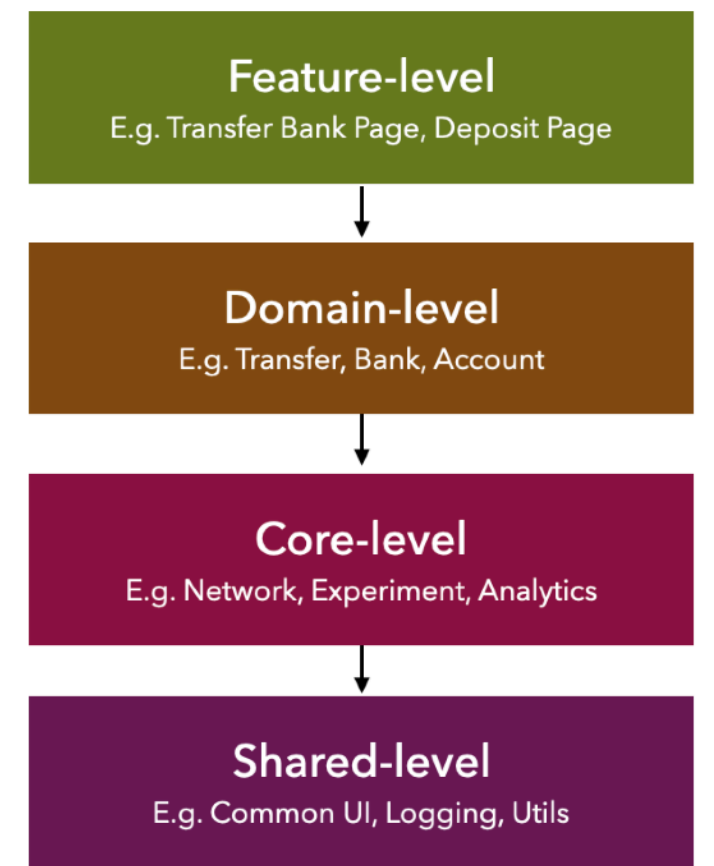 Feature-level
E.g. Transfer Bank Page, Deposit Page
Domain-level
E.g. Transfer, Bank, Account
Core-level
E.g. Network, Experiment, Analytics
Shared-level
E.g. Common UI, Logging, Utils